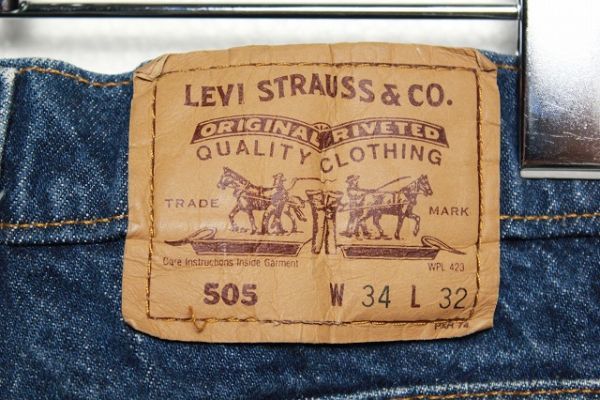 LEVI STRAUSS & CO.
ORIGINAL RIVETED
QUALITY CLOTHING
TRADE MARK
Care Instructions Inside Garment WPL 423
505 W 34 L 32